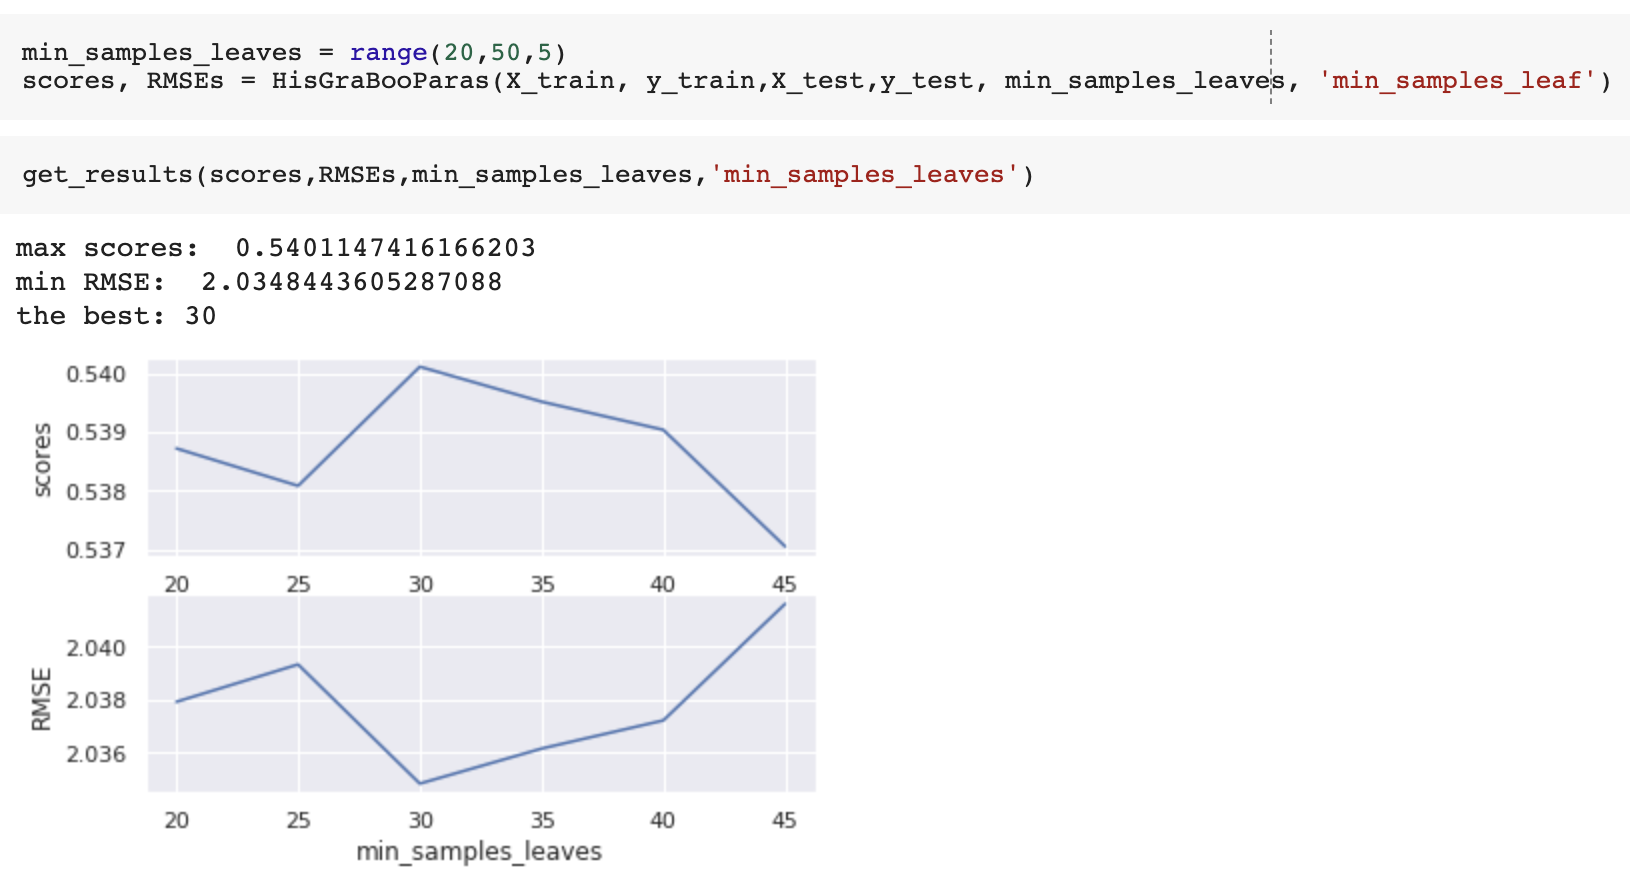 min_samples_leaves = range(20,50,5)
scores, RMSEs = HisGraBooParas(X_train, y_train,X_test,y_test, min_samples_leaves, 'min_samples_leaf')
get_results(scores,RMSEs,min_samples_leaves,'min_samples_leaves')
max scores:  0.5401147416166203
min RMSE:  2.0348443605287088
the best: 30
0.540
0.539
0.538
0.537
scores
20 25 30 35 40 45
2.040
2.038
2.036
RMSE
20 25 30 35 40 45
min_samples_leaves